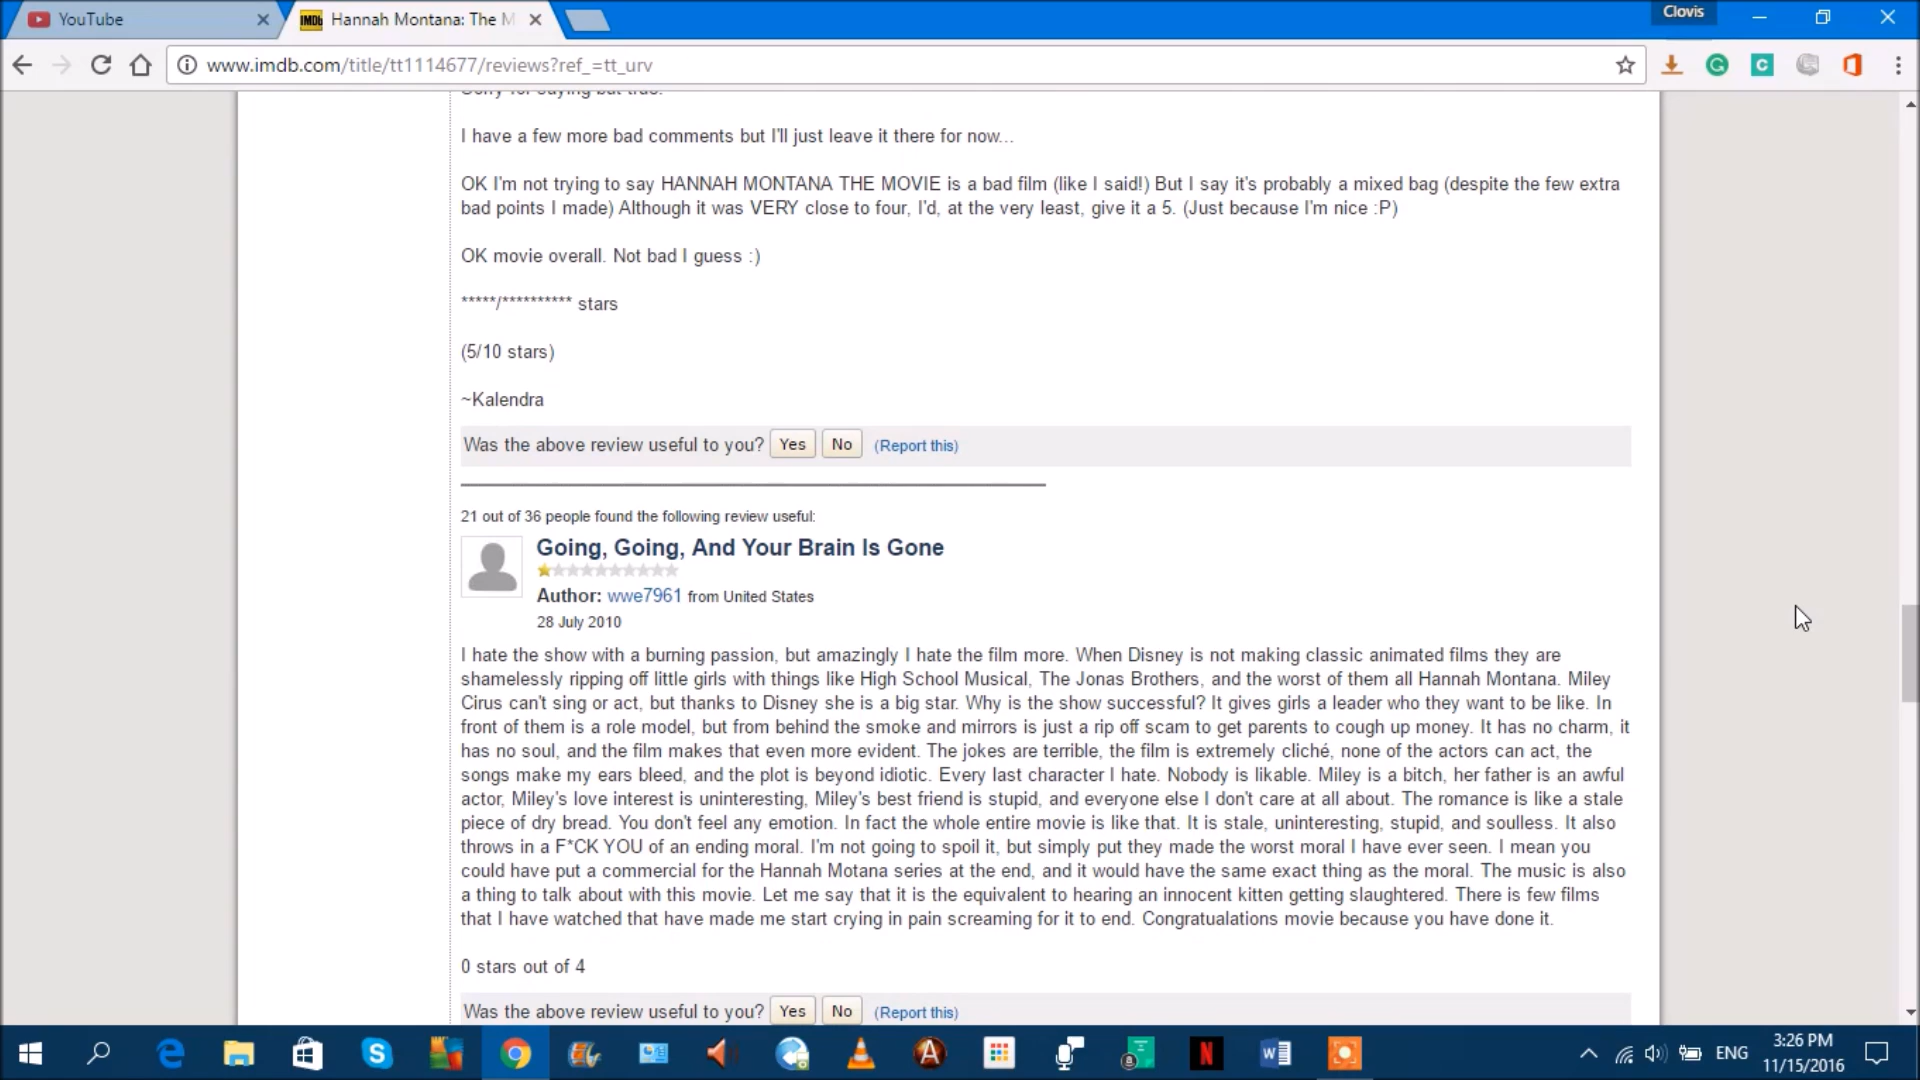 YouTube
IMDb Hannah Montana: The M
Clovis
www.imdb.com/title/tt1114677/reviews?ref_=tt_urv
Sorry for saying but true.
I have a few more bad comments but I'll just leave it there for now...
OK I'm not trying to say HANNAH MONTANA THE MOVIE is a bad film (like I said!) But I say it's probably a mixed bag (despite the few extra
bad points I made) Although it was VERY close to four, I'd, at the very least, give it a 5. (Just because I'm nice :P)
OK movie overall. Not bad I guess :)
*****/********** stars
(5/10 stars)
~Kalendra
Was the above review useful to you? Yes No (Report this)
21 out of 36 people found the following review useful:
Going, Going, And Your Brain Is Gone
Author: wwe7961 from United States
28 July 2010
I hate the show with a burning passion, but amazingly I hate the film more. When Disney is not making classic animated films they are
shamelessly ripping off little girls with things like High School Musical, The Jonas Brothers, and the worst of them all Hannah Montana. Miley
Cirus can't sing or act, but thanks to Disney she is a big star. Why is the show successful? It gives girls a leader who they want to be like. In
front of them is a role model, but from behind the smoke and mirrors is just a rip off scam to get parents to cough up money. It has no charm, it
has no soul, and the film makes that even more evident. The jokes are terrible, the film is extremely cliché, none of the actors can act, the
songs make my ears bleed, and the plot is beyond idiotic. Every last character I hate. Nobody is likable. Miley is a bitch, her father is an awful
actor, Miley's love interest is uninteresting, Miley's best friend is stupid, and everyone else I don't care at all about. The romance is like a stale
piece of dry bread. You don't feel any emotion. In fact the whole entire movie is like that. It is stale, uninteresting, stupid, and soulless. It also
throws in a F*CK YOU of an ending moral. I'm not going to spoil it, but simply put they made the worst moral I have ever seen. I mean you
could have put a commercial for the Hannah Motana series at the end, and it would have the same exact thing as the moral. The music is also
a thing to talk about with this movie. Let me say that it is the equivalent to hearing an innocent kitten getting slaughtered. There is few films
that I have watched that have made me start crying in pain screaming for it to end. Congratualations movie because you have done it.
0 stars out of 4
Was the above review useful to you? Yes No (Report this)
ENG
3:26 PM
11/15/2016